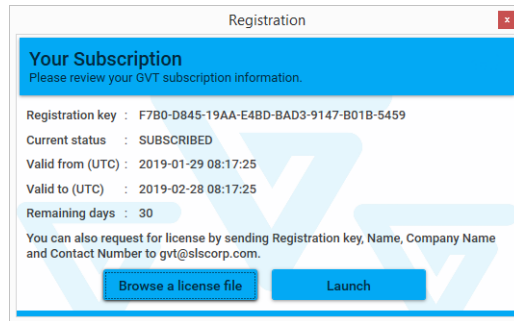 Registration
x
Your Subscription
Please review your GVT subscription information.
Registration key : F7B0-D845-19AA-E4BD-BAD3-9147-B01B-5459
Current status : SUBSCRIBED
Valid from (UTC) : 2019-01-29 08:17:25
Valid to (UTC) : 2019-02-28 08:17:25
Remaining days : 30
You can also request for license by sending Registration key, Name, Company Name
and Contact Number to gvt@slscorp.com.
Browse a license file Launch